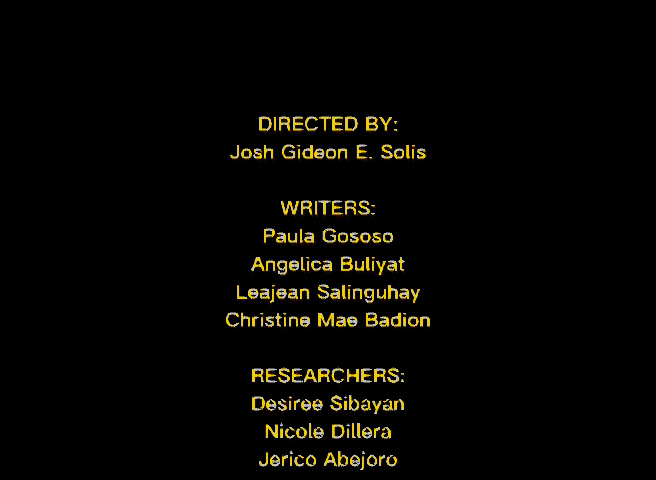 DIRECTED BY:
Josh Gideon E. Solis
WRITERS:
Paula Gososo
Angelica Buliyat
Leajean Salinguhay
Christine Mae Badion
RESEARCHERS:
Desiree Sibayan
Nicole Dillera
Jerico Abejoro